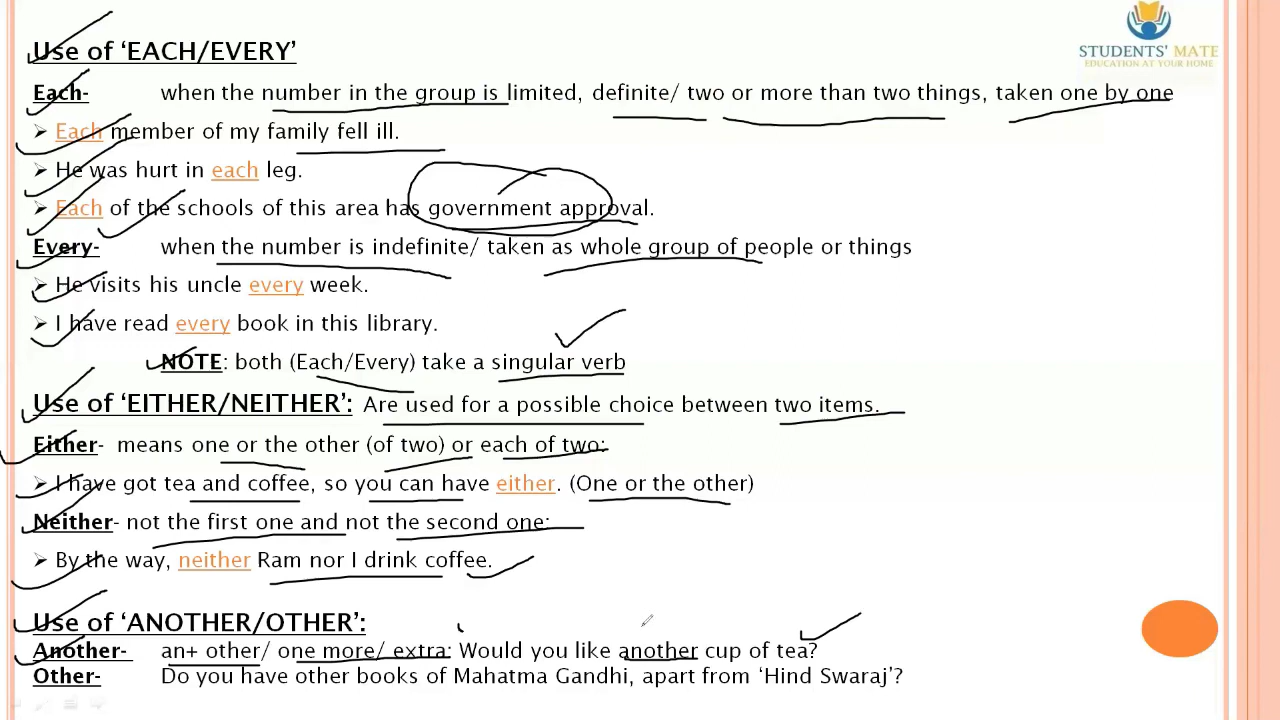 STUDENTS' MATE
EDUCATION AT YOUR HOME
Use of ‘EACH/EVERY’
Each- when the number in the group is limited, definite/ two or more than two things, taken one by one
➢ Each member of my family fell ill.
➢ He was hurt in each leg.
➢ Each of the schools of this area has government approval.
Every- when the number is indefinite/ taken as whole group of people or things
➢ He visits his uncle every week.
➢ I have read every book in this library.
NOTE: both (Each/Every) take a singular verb
Use of ‘EITHER/NEITHER’: Are used for a possible choice between two items.
Either- means one or the other (of two) or each of two:
➢ I have got tea and coffee, so you can have either. (One or the other)
Neither- not the first one and not the second one:
➢ By the way, neither Ram nor I drink coffee.
Use of ‘ANOTHER/OTHER’:
Another- an+ other/ one more/ extra: Would you like another cup of tea?
Other- Do you have other books of Mahatma Gandhi, apart from ‘Hind Swaraj’?